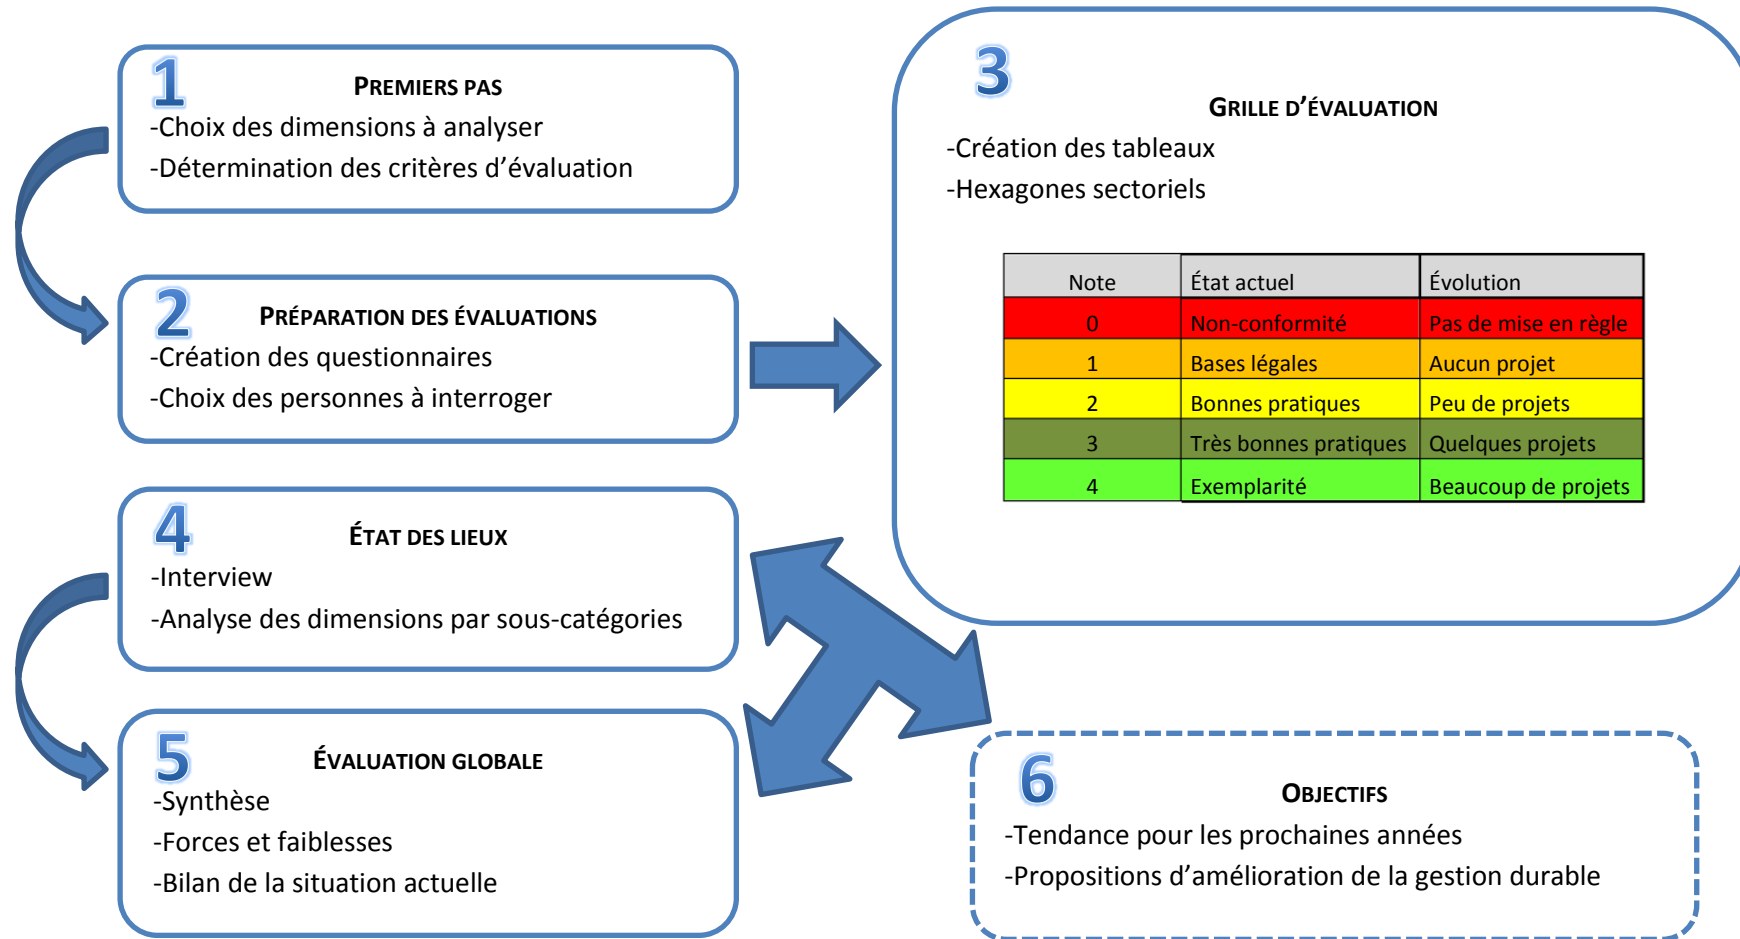 1
PREMIERS PAS
-Choix des dimensions à analyser
-Détermination des critères d'évaluation
2
PRÉPARATION DES ÉVALUATIONS
-Création des questionnaires
-Choix des personnes à interroger
3
GRILLE D'ÉVALUATION
-Création des tableaux
-Hexagones sectoriels
Note État actuel Évolution
0 Non-conformité Pas de mise en règle
1 Bases légales Aucun projet
2 Bonnes pratiques Peu de projets
3 Très bonnes pratiques Quelques projets
4 Exemplarité Beaucoup de projets
4
ÉTAT DES LIEUX
-Interview
-Analyse des dimensions par sous-catégories
5
ÉVALUATION GLOBALE
-Synthèse
-Forces et faiblesses
-Bilan de la situation actuelle
6
OBJECTIFS
-Tendance pour les prochaines années
-Propositions d'amélioration de la gestion durable